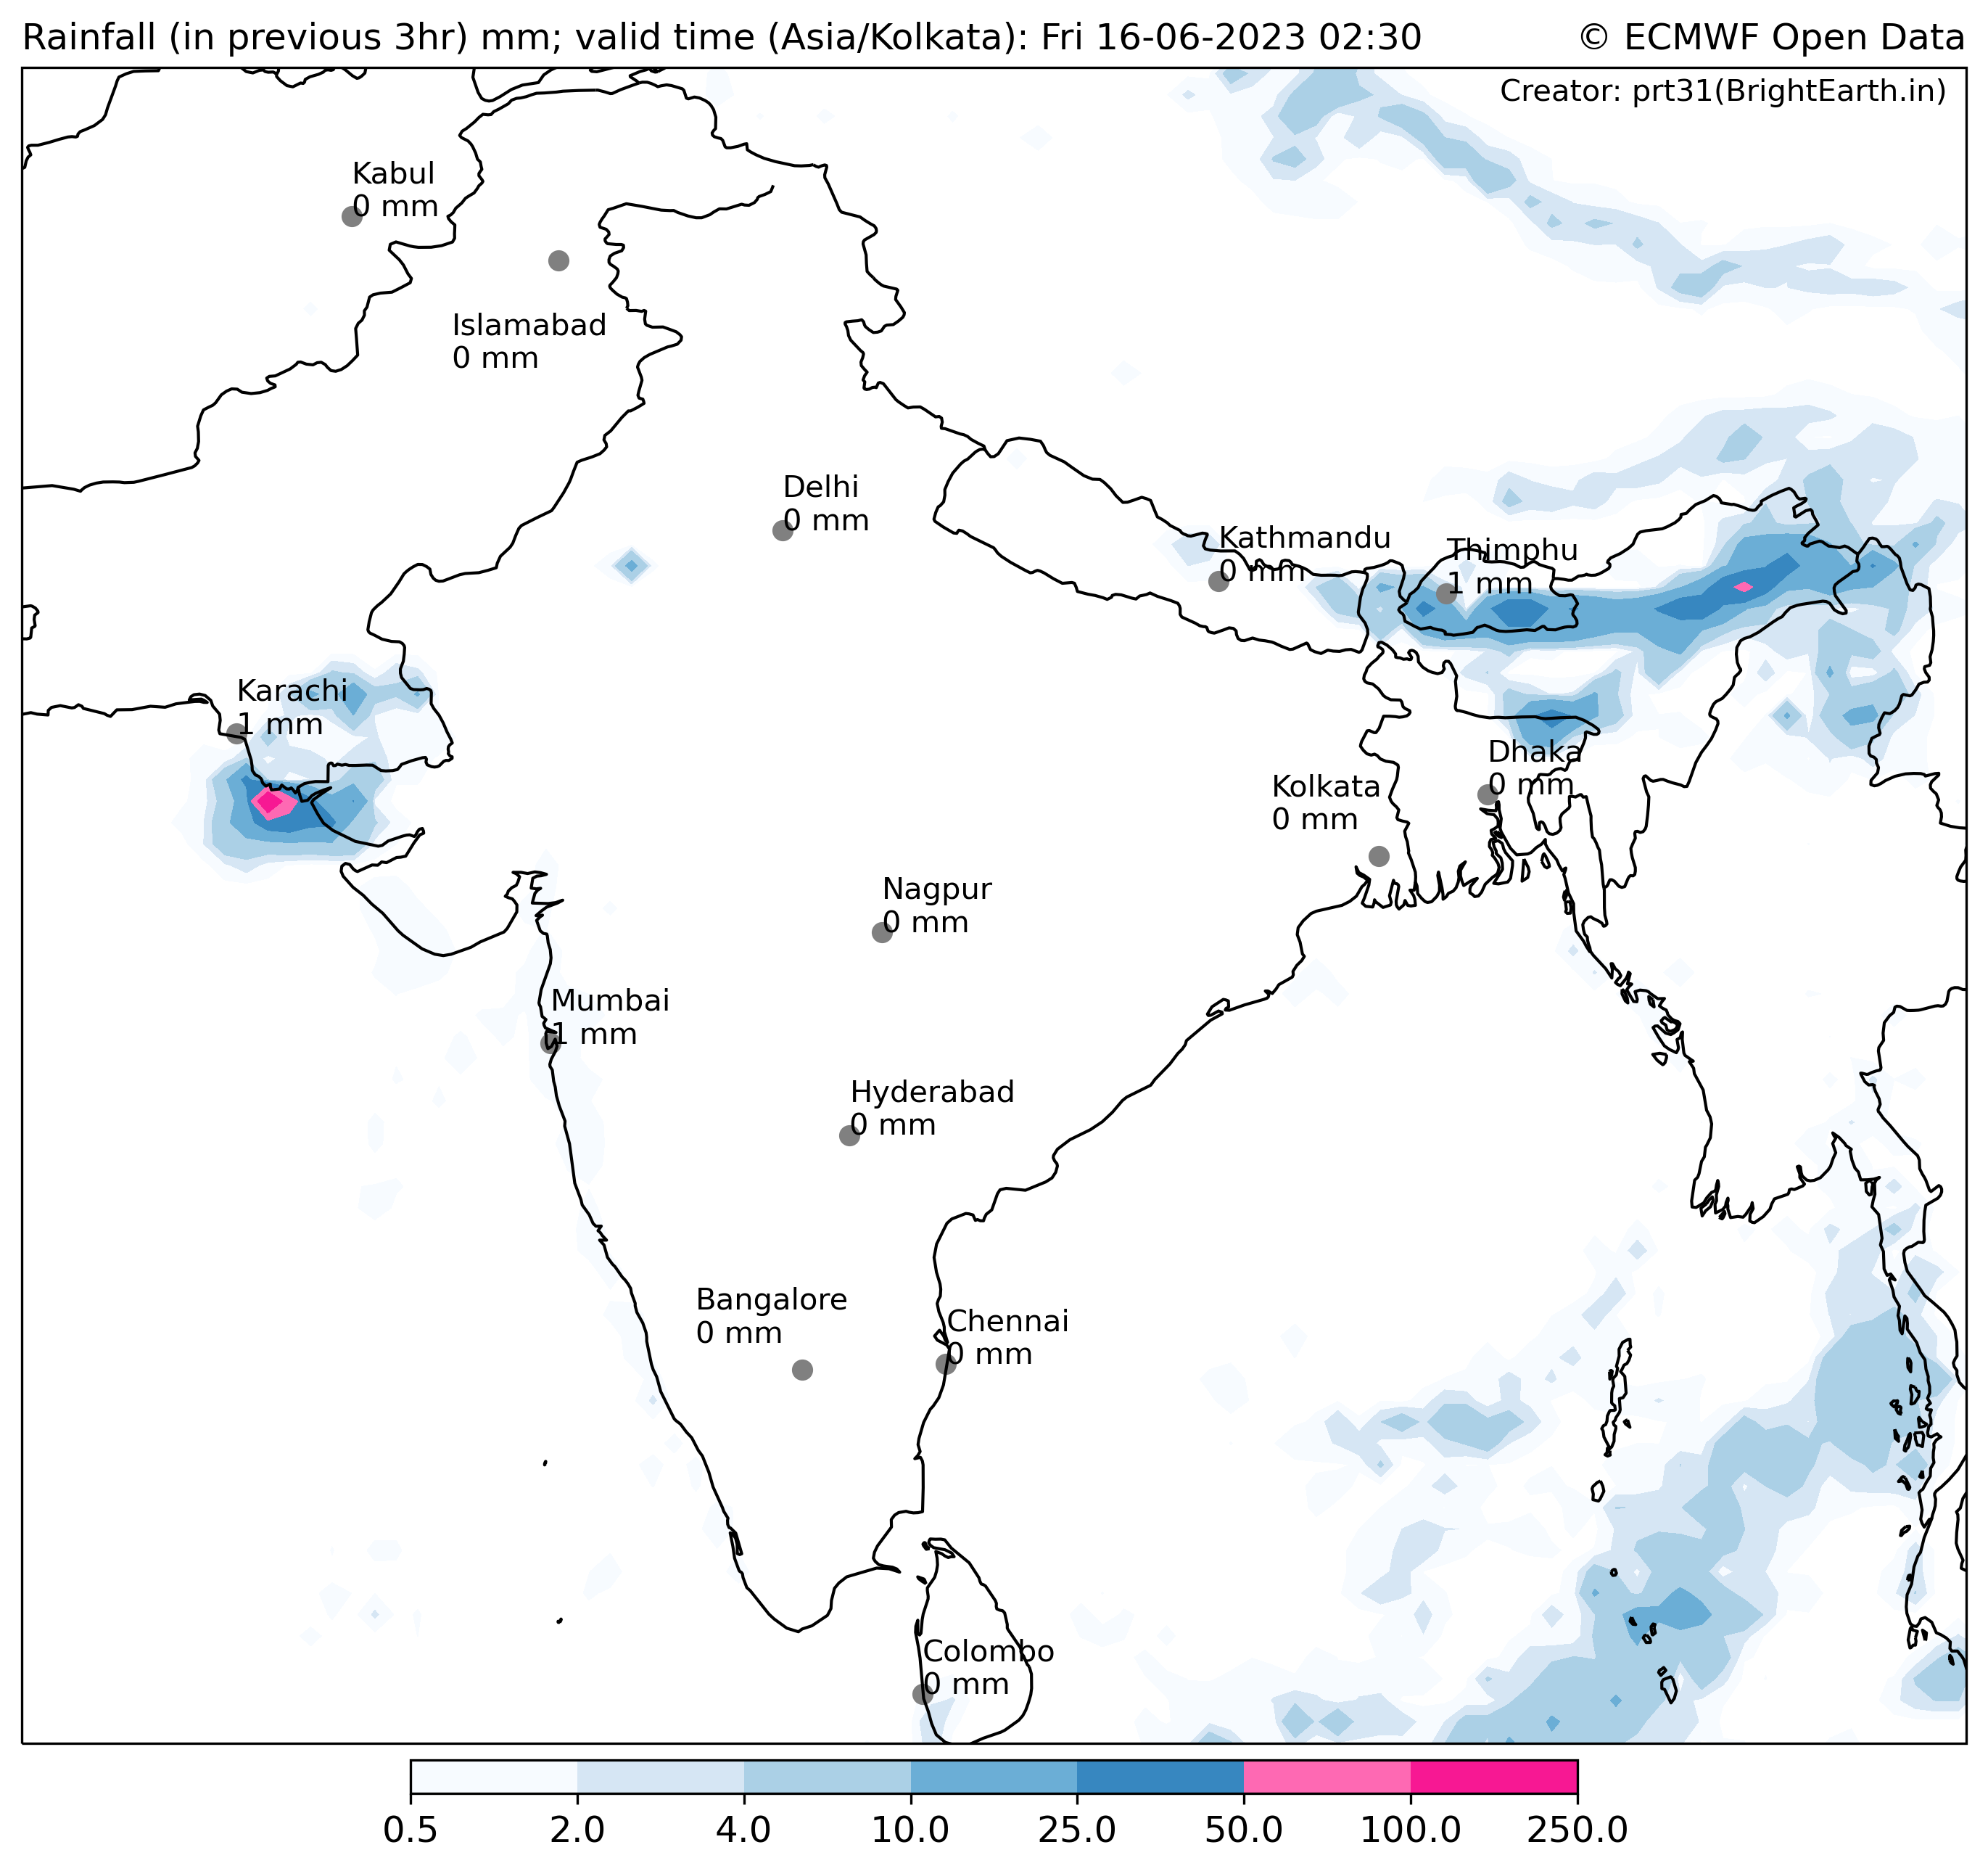 Rainfall (in previous 3hr) mm; valid time (Asia/Kolkata): Fri 16-06-2023 02:30
© ECMWF Open Data
Creator: prt31(BrightEarth.in)
Kabul
0 mm
Islamabad
0 mm
Delhi
0 mm
Kathmandu
0 mm
Thimphu
1 mm
Karachi
1 mm
Dhaka
0 mm
Kolkata
0 mm
Nagpur
0 mm
Mumbai
1 mm
Hyderabad
0 mm
Bangalore
0 mm
Chennai
0 mm
Colombo
0 mm
0.5 2.0 4.0 10.0 25.0 50.0 100.0 250.0